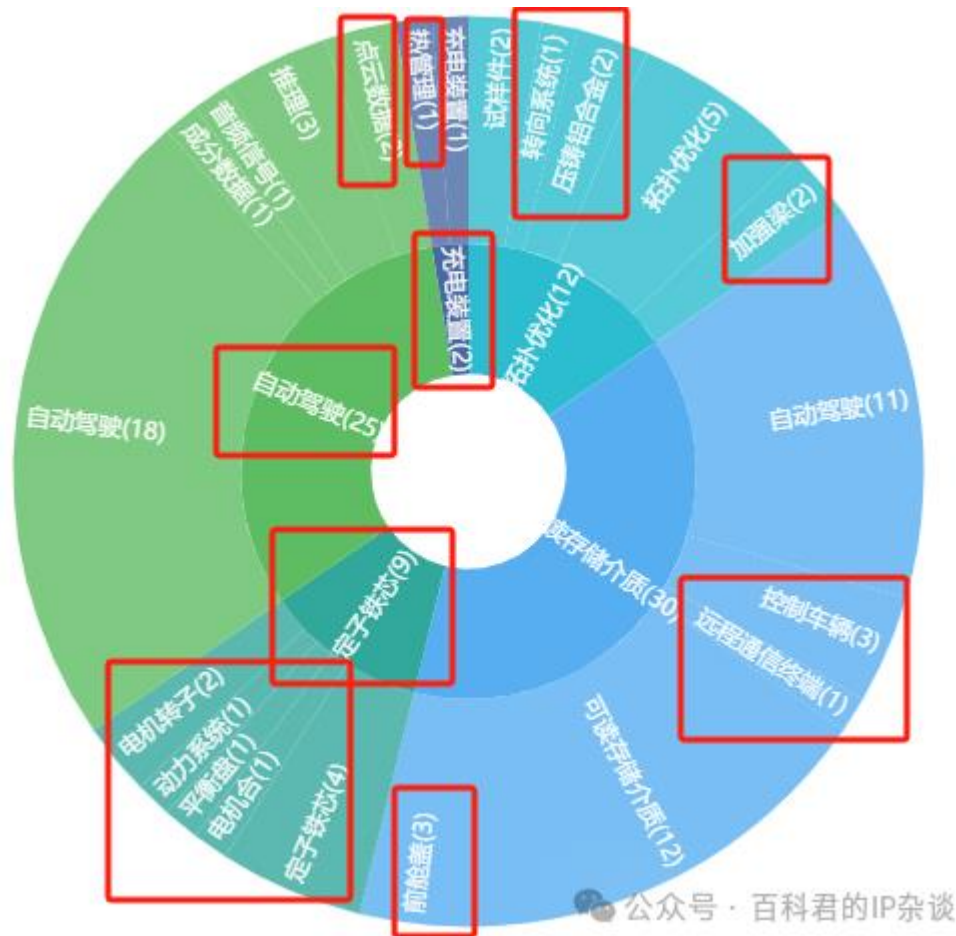 充电装置(1)
试样件(2)
转向系统(1)
压铸铝合金(2)
拓扑优化(5)
加强梁(2)
自动驾驶(11)
控制车辆(3)
远程通信终端(1)
可读存储介质(12)
前舱盖(3)
定子铁芯(4)
电机合(1)
平衡盘(1)
动力系统(1)
电机转子(2)
自动驾驶(18)
成分数据(1)
音频信号(1)
推理(3)
点云数据(2)
热管理(1)
充电装置(2)
拓扑优化(12)
读存储介质(30)
定子铁芯(9)
自动驾驶(25)
公众号 · 百科君的IP杂谈